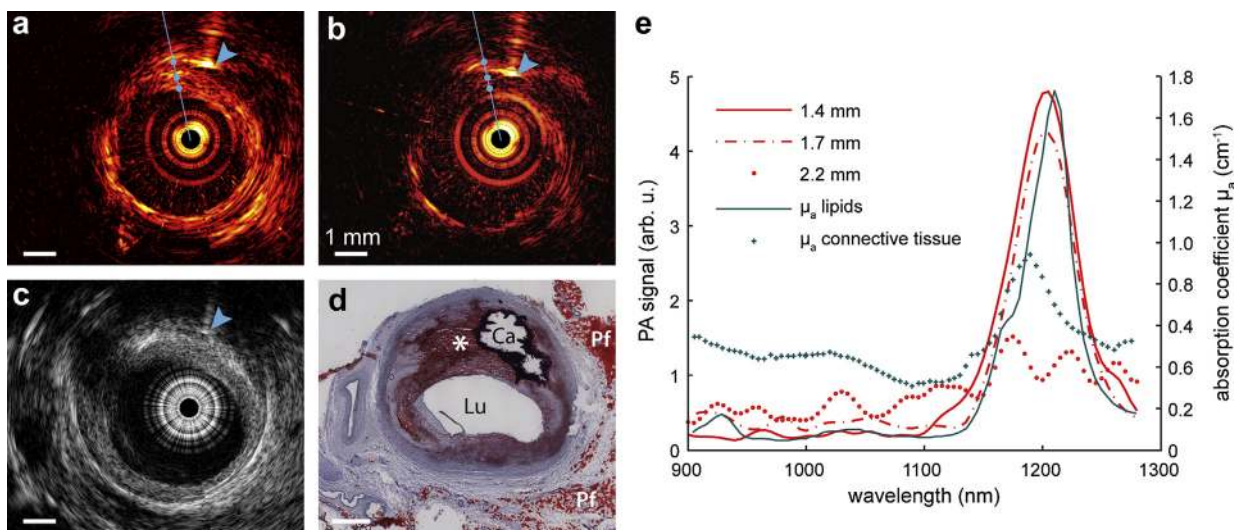 a
b
1 mm
c
d
*
Ca
Pf
Lu
Pf
e
5
4
3
2
1
0
PA signal (arb. u.)
1.4 mm
1.7 mm
2.2 mm
μa lipids
μa connective tissue
1.8
1.6
1.4
1.2
1.0
0.8
0.4
0.4
0.2
0
absorption coefficient μa (cm-1)
900
1000
1100
1200
1300
wavelength (nm)